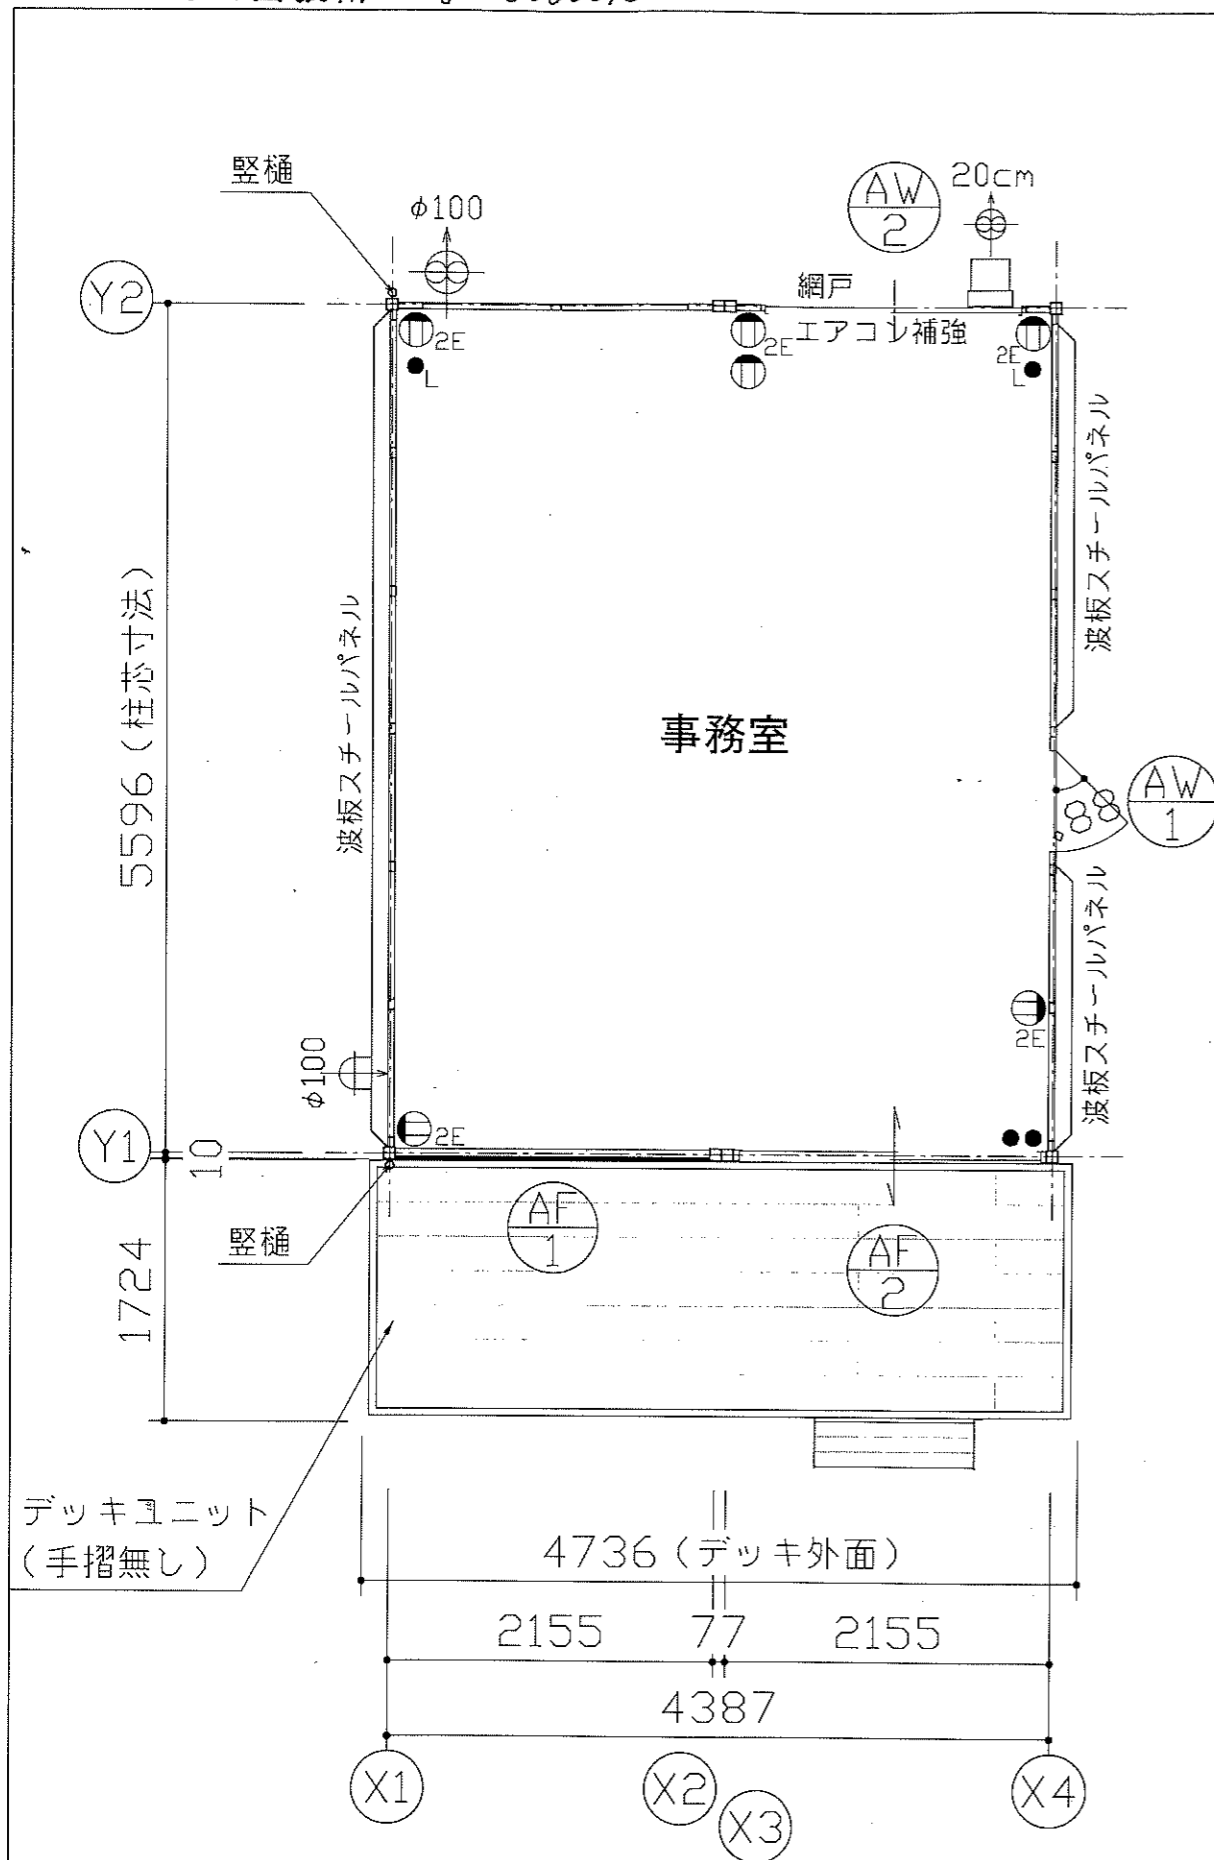 竪樋
φ100
AW
2
20cm
Y2
網戸
エアコン補強
2E
2E
2E
L
L
波板スチールパネル
波板スチールパネル
5596(柱芯寸法)
事務室
AW
1
88
波板スチールパネル
φ100
2E
2E
Y1
10
竪樋
AF
1
AF
2
1724
デッキユニット
(手摺無し)
4736(デッキ外面)
2155
77
2155
4387
X1
X2
X3
X4